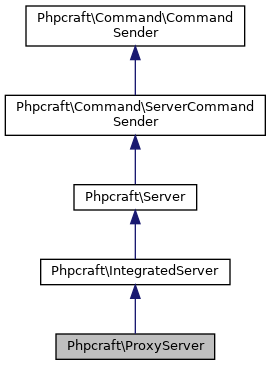 Phpcraft\Command\Command
Sender
Phpcraft\Command\ServerCommand
Sender
Phpcraft\Server
Phpcraft\IntegratedServer
Phpcraft\ProxyServer